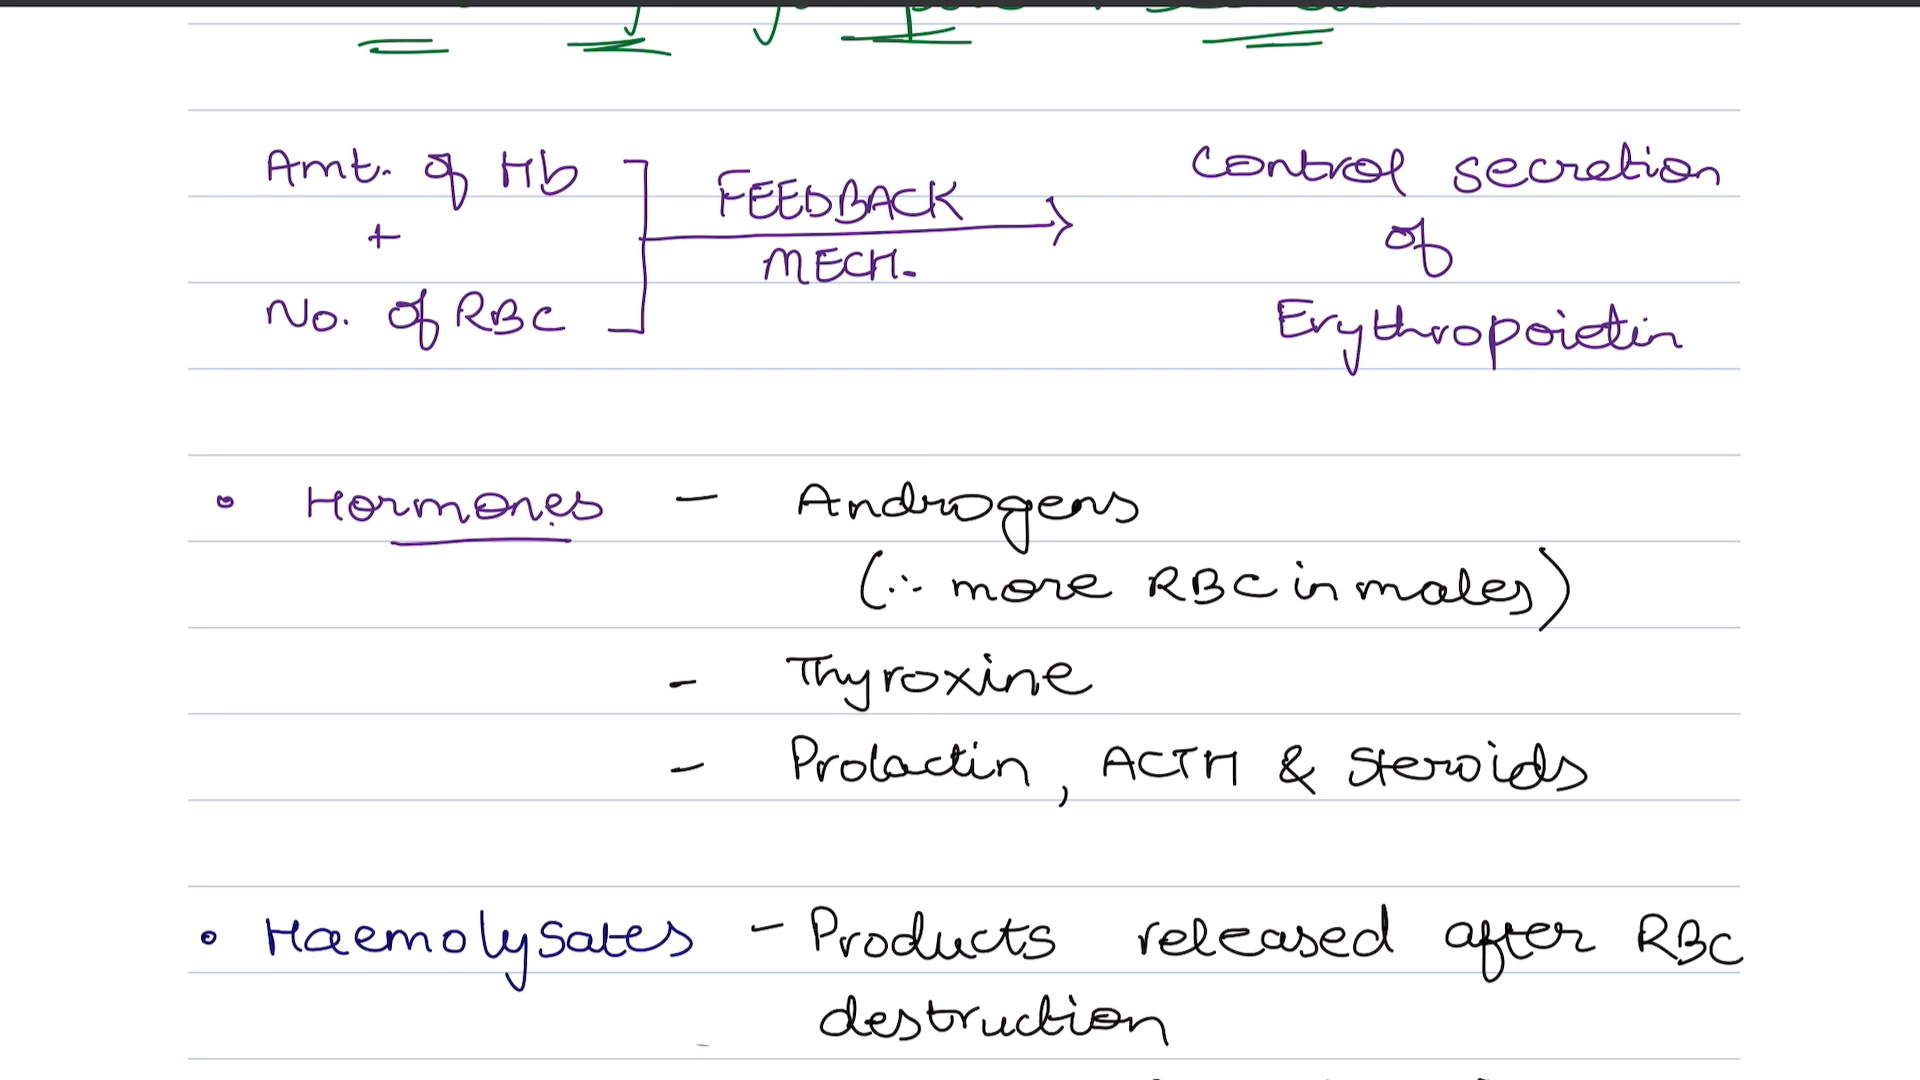 Amt. of Hb
+
No. of RBC
FEEDBACK
MECH.
Control secretion
of
Erythropoietin
• Hormones - Androgens
(∴ more RBC in males)
- Thyroxine
- Prolactin, ACTH & Steroids
• Haemolysates - Products released after RBC
destruction